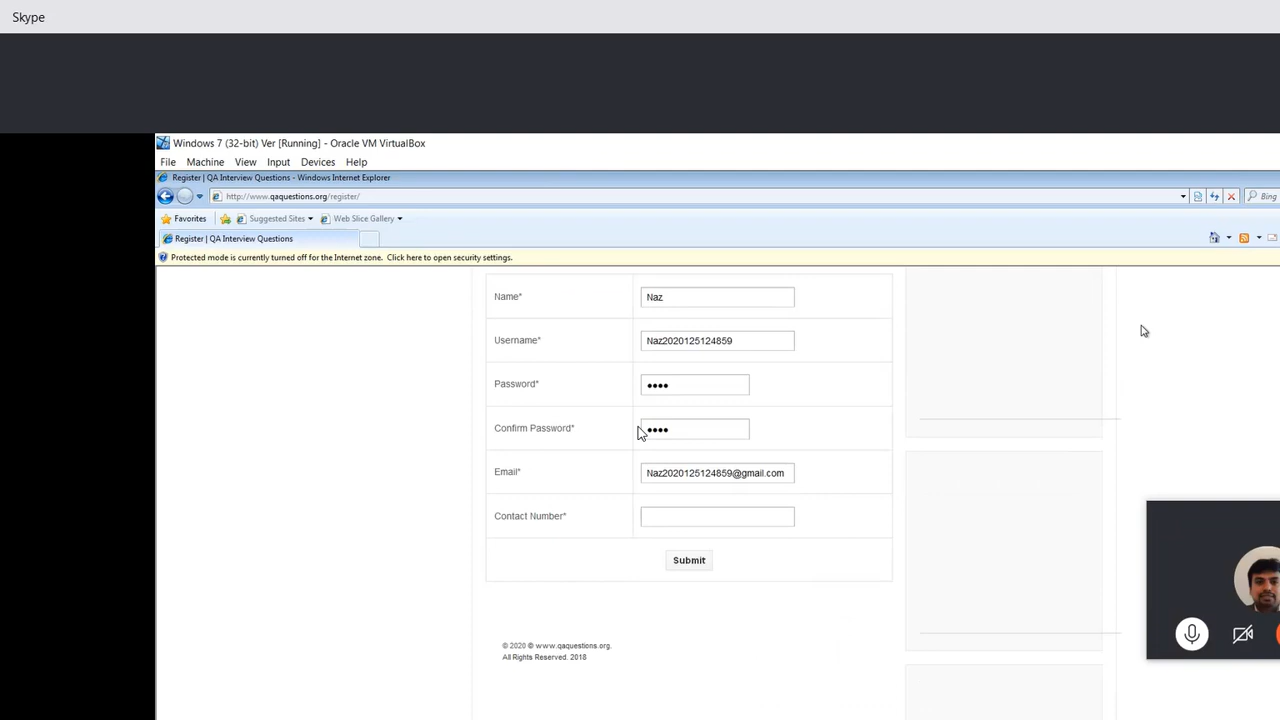 Skype
Windows 7 (32-bit) Ver [Running] - Oracle VM VirtualBox
File Machine View Input Devices Help
Register | QA Interview Questions - Windows Internet Explorer
http://www.qaquestions.org/register/
Bing
Favorites Suggested Sites Web Slice Gallery
Register | QA Interview Questions
Protected mode is currently turned off for the Internet zone. Click here to open security settings.
Name* Naz
Username* Naz2020125124859
Password* ••••
Confirm Password* ••••
Email* Naz2020125124859@gmail.com
Contact Number*
Submit
© 2020 © www.qaquestions.org.
All Rights Reserved. 2018